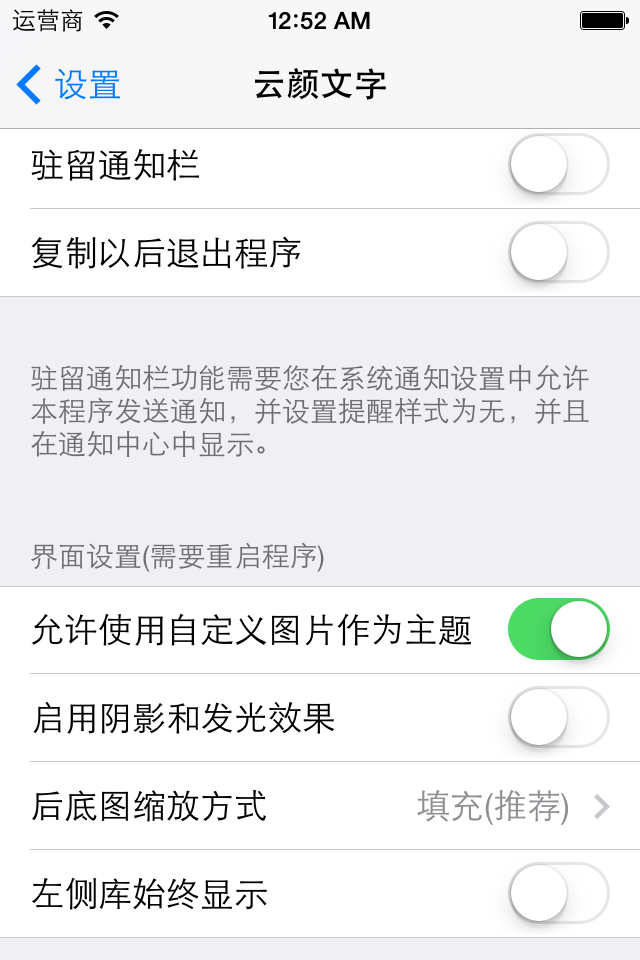 运营商 12:52 AM
设置 云颜文字
驻留通知栏
复制以后退出程序
驻留通知栏功能需要您在系统通知设置中允许
本程序发送通知，并设置提醒样式为无，并且
在通知中心中显示。
界面设置(需要重启程序)
允许使用自定义图片作为主题
启用阴影和发光效果
后底图缩放方式 填充(推荐)
左侧库始终显示